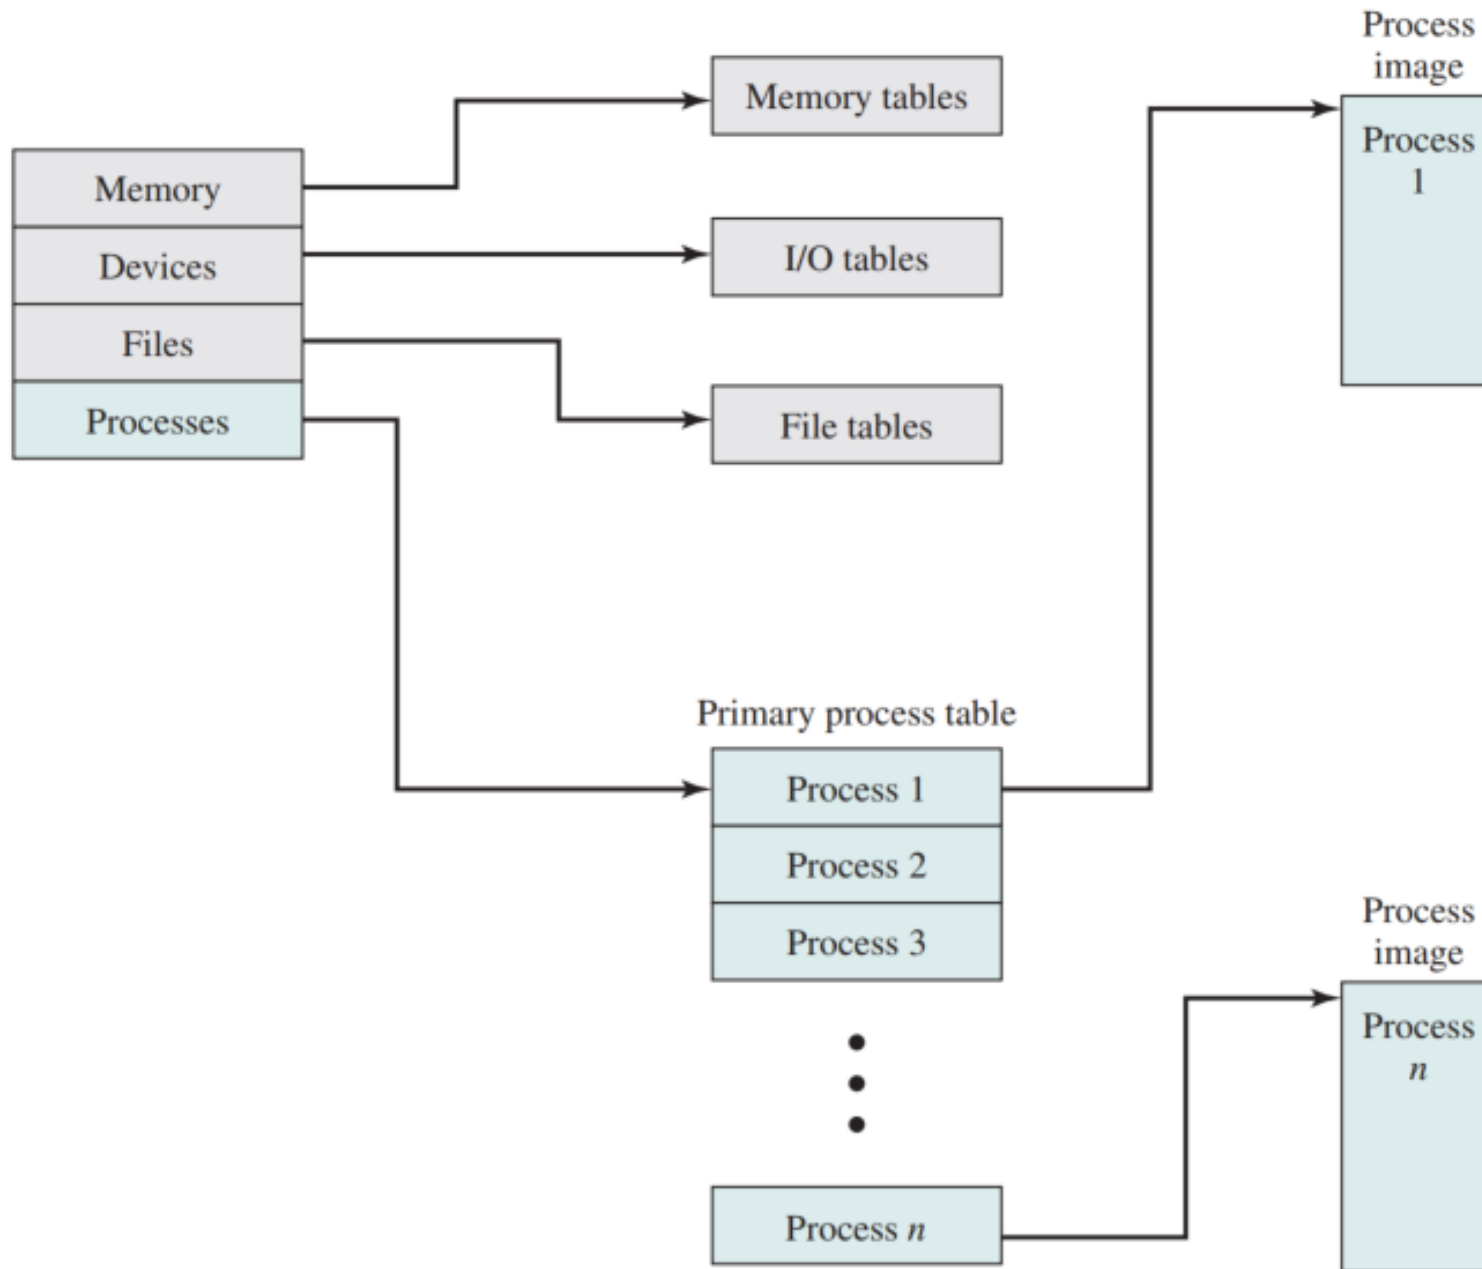 Memory
Devices
Files
Processes
Memory tables
I/O tables
File tables
Primary process table
Process 1
Process 2
Process 3
Process n
Process
image
Process
1
Process
image
Process
n